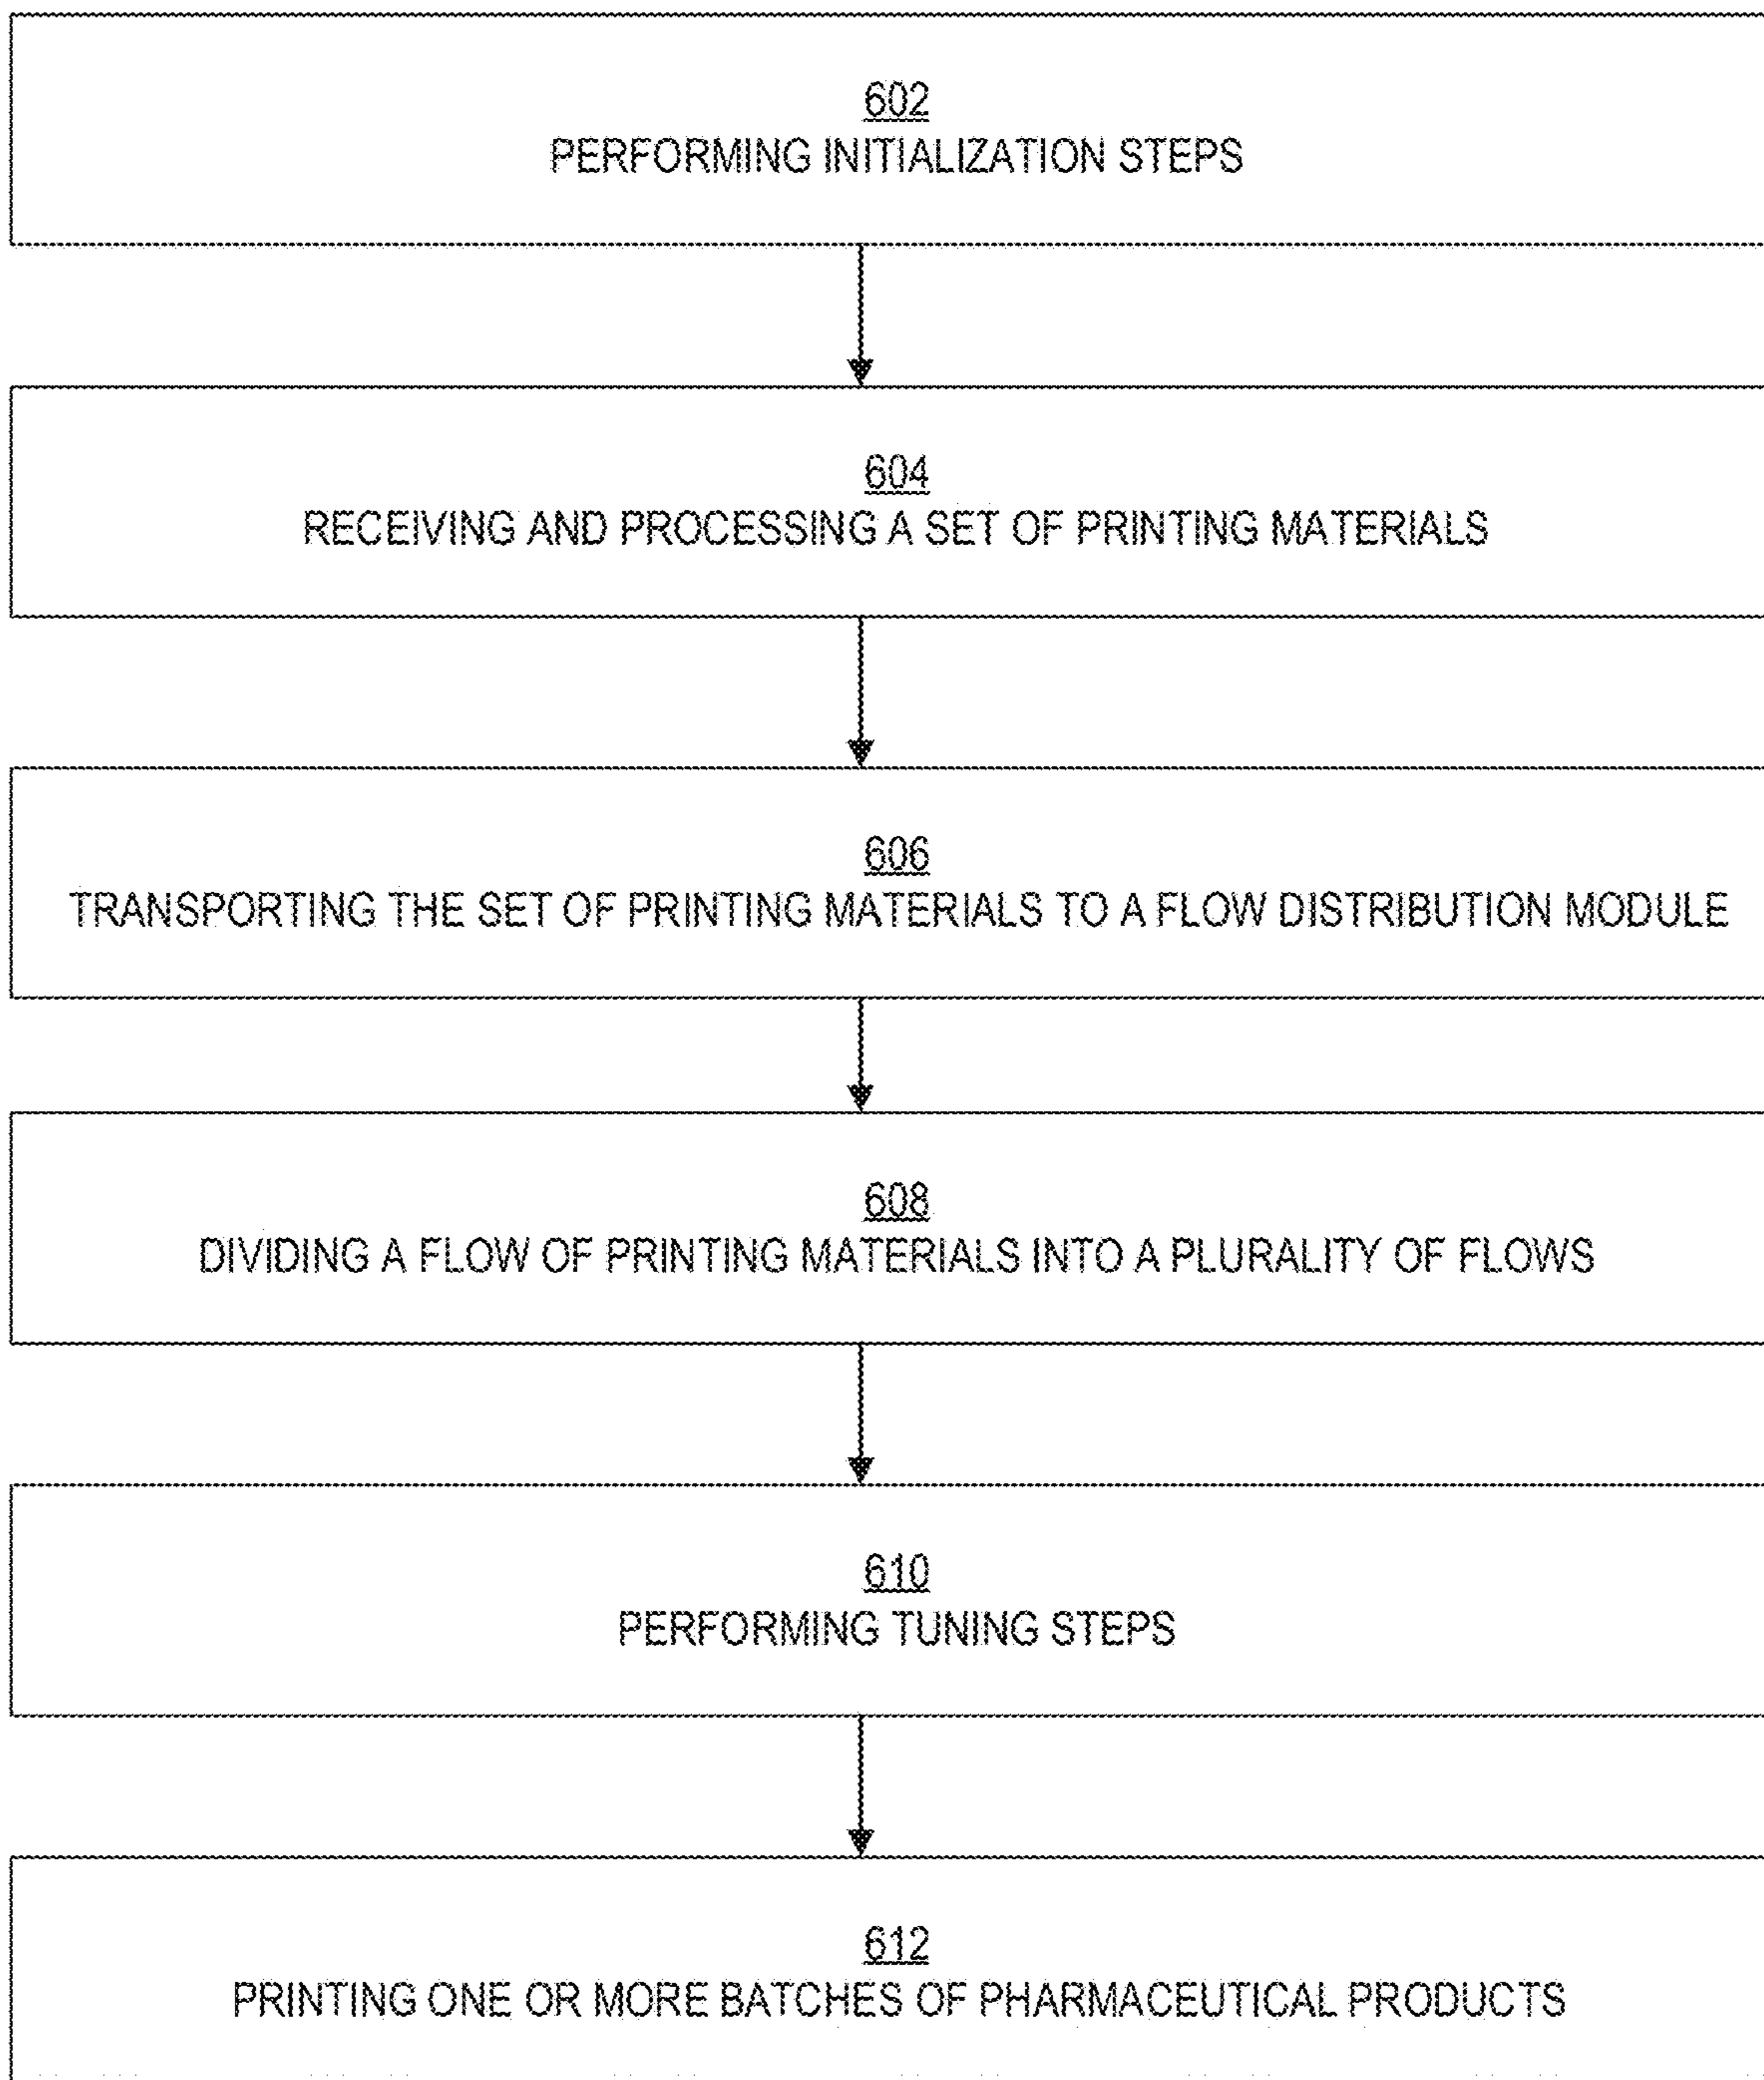 602
PERFORMING INITIALIZATION STEPS
604
RECEIVING AND PROCESSING A SET OF PRINTING MATERIALS
606
TRANSPORTING THE SET OF PRINTING MATERIALS TO A FLOW DISTRIBUTION MODULE
608
DIVIDING A FLOW OF PRINTING MATERIALS INTO A PLURALITY OF FLOWS
610
PERFORMING TUNING STEPS
612
PRINTING ONE OR MORE BATCHES OF PHARMACEUTICAL PRODUCTS